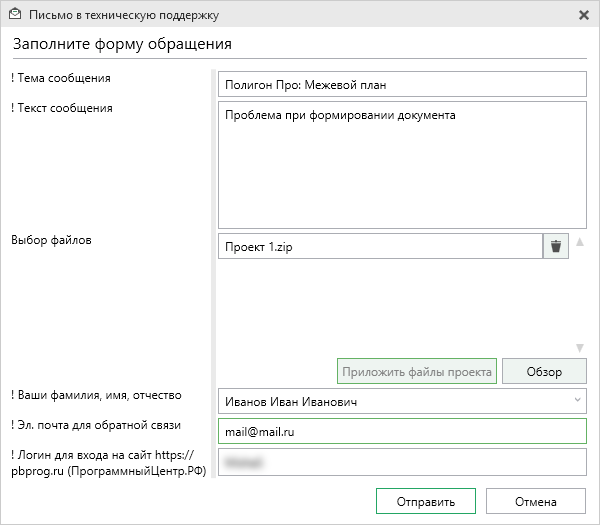 Письмо в техническую поддержку
Заполните форму обращения
! Тема сообщения
Полигон Про: Межевой план
! Текст сообщения
Проблема при формировании документа
Выбор файлов
Проект 1.zip
Приложить файлы проекта
Обзор
! Ваши фамилия, имя, отчество
Иванов Иван Иванович
! Эл. почта для обратной связи
mail@mail.ru
! Логин для входа на сайт https://
pbprog.ru (ПрограммныйЦентр.РФ)
Отправить
Отмена